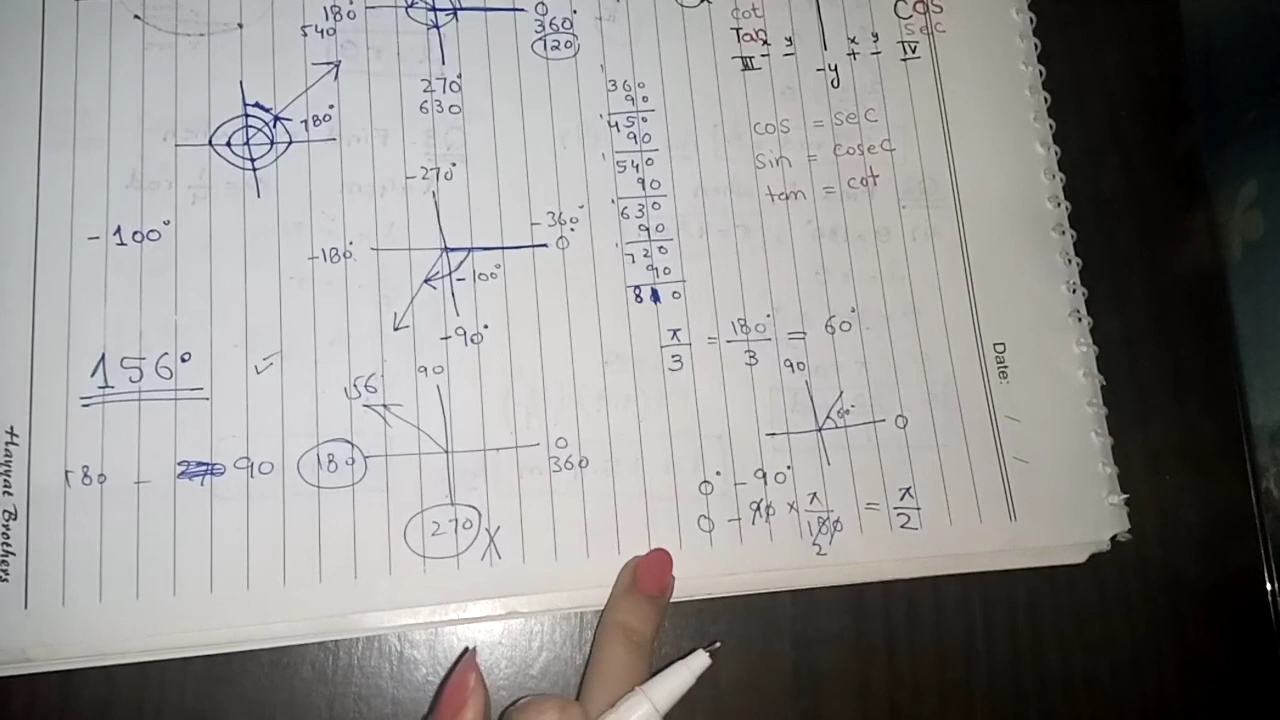 180°
540
0
360°
720
270°
630
780°
-100°
-270°
-360°
0°
-180°
-100°
-90°
156°
90
156
0
360
180
270 X
180 - 90
360
90
450
90
540
90
630
90
720
90
810
cot
Tan
x y
III - -
-y
cos
sec
x y
+ - IV
cos = sec
sin = cosec
tan = cot
π/3 = 180°/3 = 60°
90
60°
0
0° - 90°
0 - 90 × π/180 = π/2
2
Date: / /
Hayyat Brothers